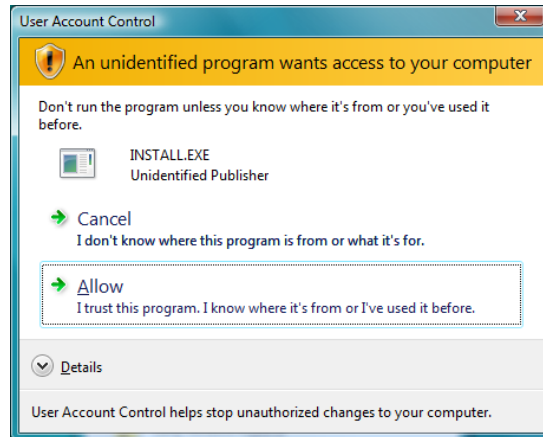 User Account Control
An unidentified program wants access to your computer
Don't run the program unless you know where it's from or you've used it
before.
INSTALL.EXE
Unidentified Publisher
Cancel
I don't know where this program is from or what it's for.
Allow
I trust this program. I know where it's from or I've used it before.
Details
User Account Control helps stop unauthorized changes to your computer.